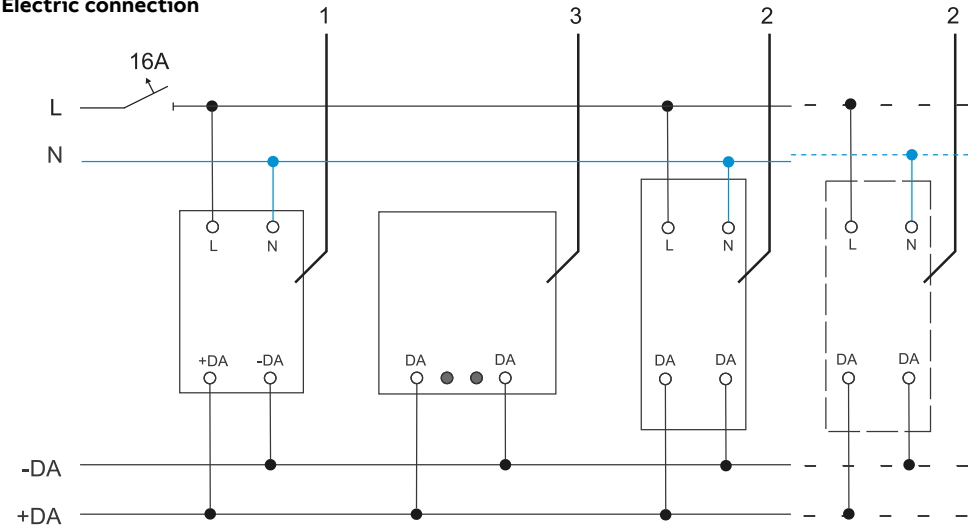 Electric connection
1 3 2 2
16A
L
N
L N L N L N
+DA -DA DA DA DA DA DA DA
-DA
+DA